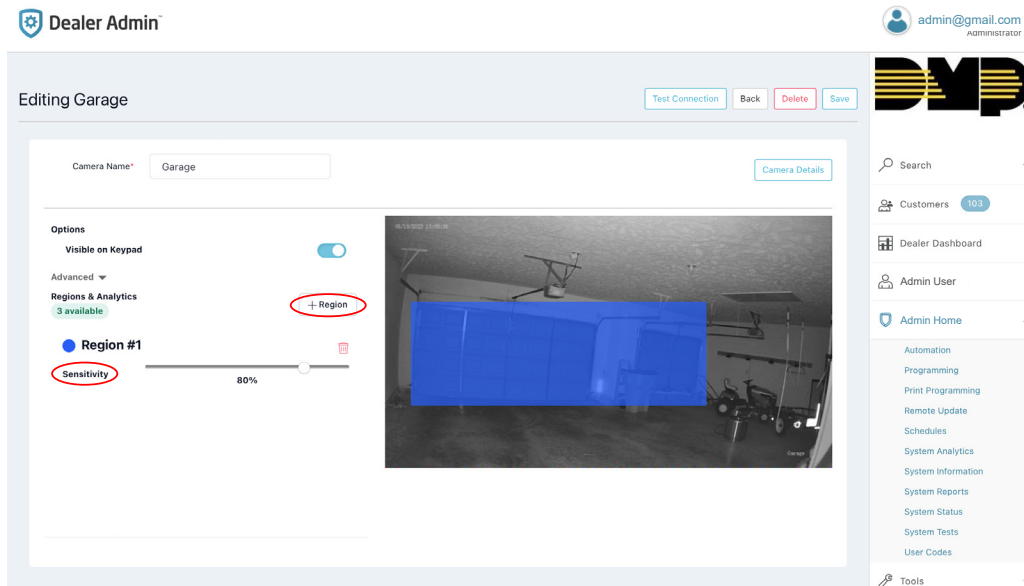 Dealer Admin
admin@gmail.com
Administrator
DMP
Editing Garage
Test Connection
Back
Delete
Save
Camera Name*
Garage
Camera Details
Options
Visible on Keypad
Advanced
Regions & Analytics
3 available
+ Region
Region #1
Sensitivity
80%
Garage
Search
Customers 103
Dealer Dashboard
Admin User
Admin Home
Automation
Programming
Print Programming
Remote Update
Schedules
System Analytics
System Information
System Reports
System Status
System Tests
User Codes
Tools